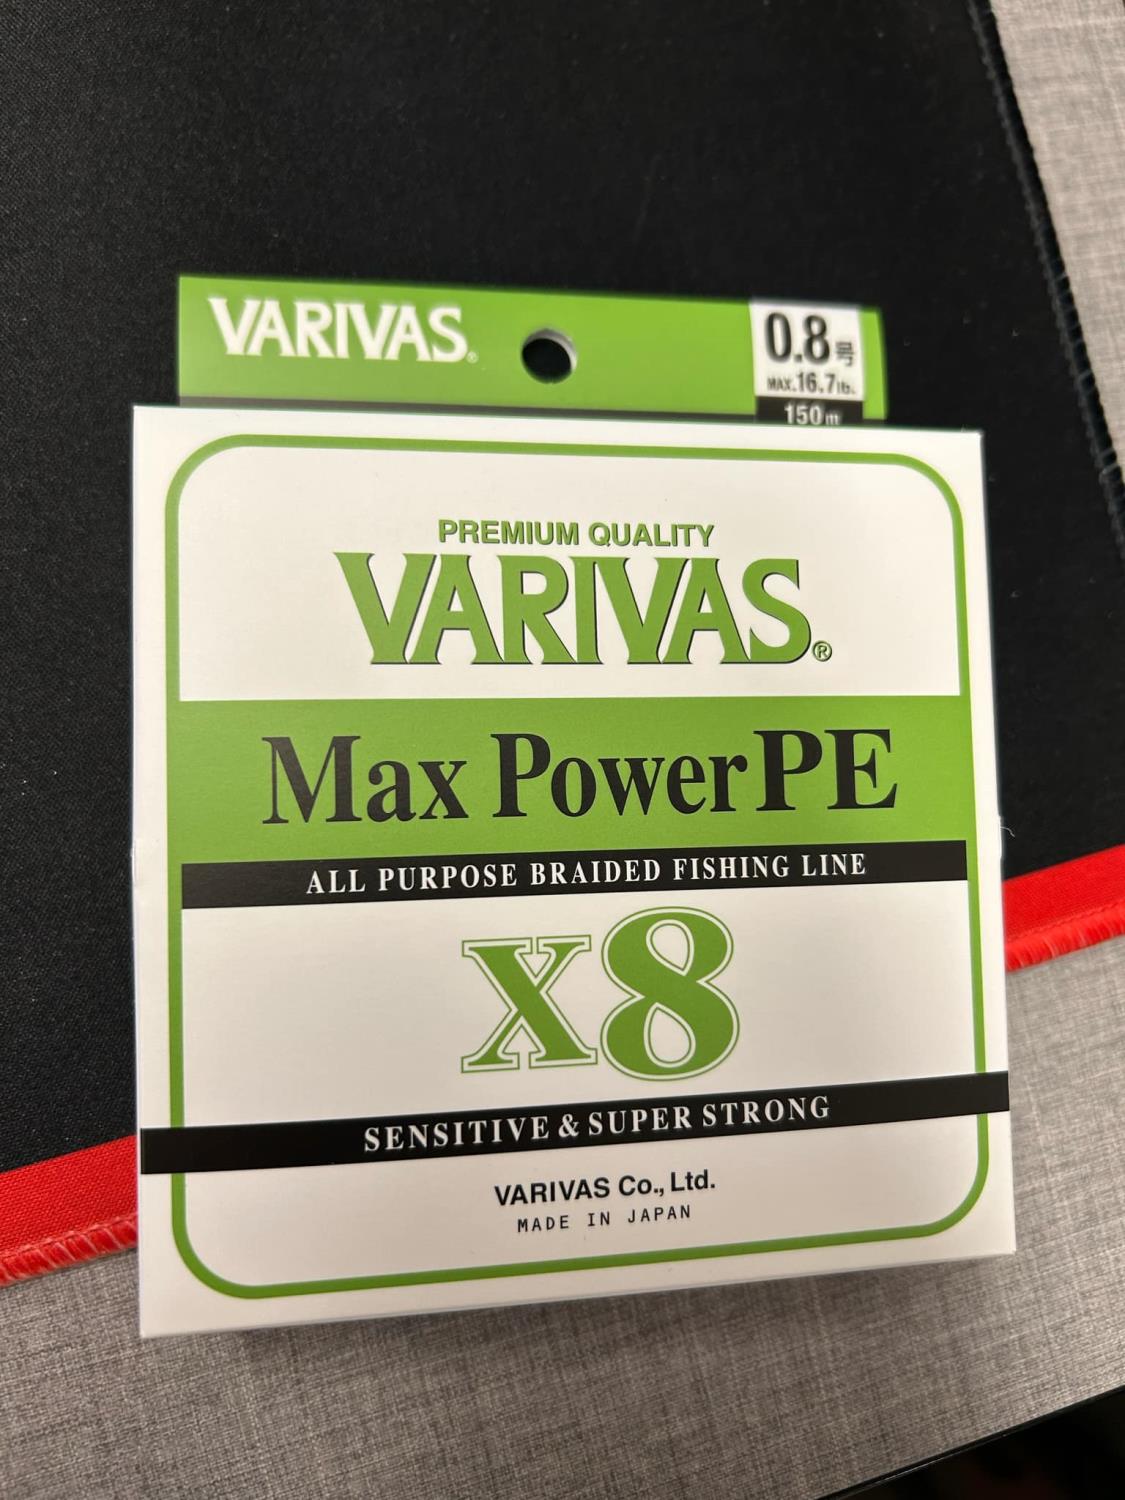 VARIVAS®
0.8号
MAX.16.7lb.
150m
PREMIUM QUALITY
VARIVAS®
Max Power PE
ALL PURPOSE BRAIDED FISHING LINE
X8
SENSITIVE & SUPER STRONG
VARIVAS Co., Ltd.
MADE IN JAPAN